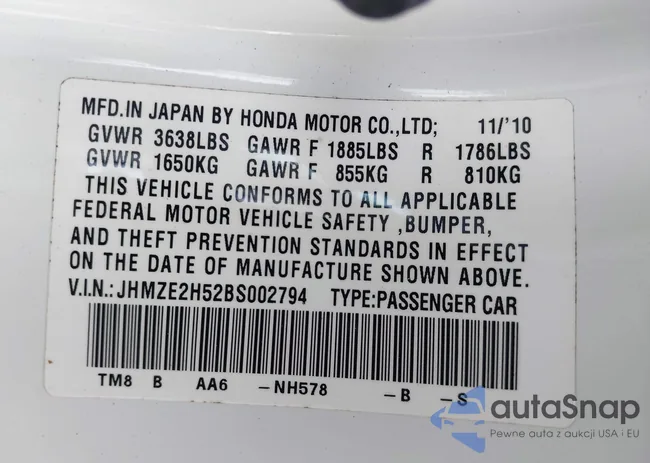 MFD.IN JAPAN BY HONDA MOTOR CO.,LTD; 11/'10
GVWR 3638LBS GAWR F 1885LBS R 1786LBS
GVWR 1650KG GAWR F 855KG R 810KG
THIS VEHICLE CONFORMS TO ALL APPLICABLE
FEDERAL MOTOR VEHICLE SAFETY ,BUMPER,
AND THEFT PREVENTION STANDARDS IN EFFECT
ON THE DATE OF MANUFACTURE SHOWN ABOVE.
V.I.N.:JHMZE2H52BS002794 TYPE:PASSENGER CAR
TM8 B AA6 -NH578 -B -S
autaSnap
Pewne auta z aukcji USA i EU